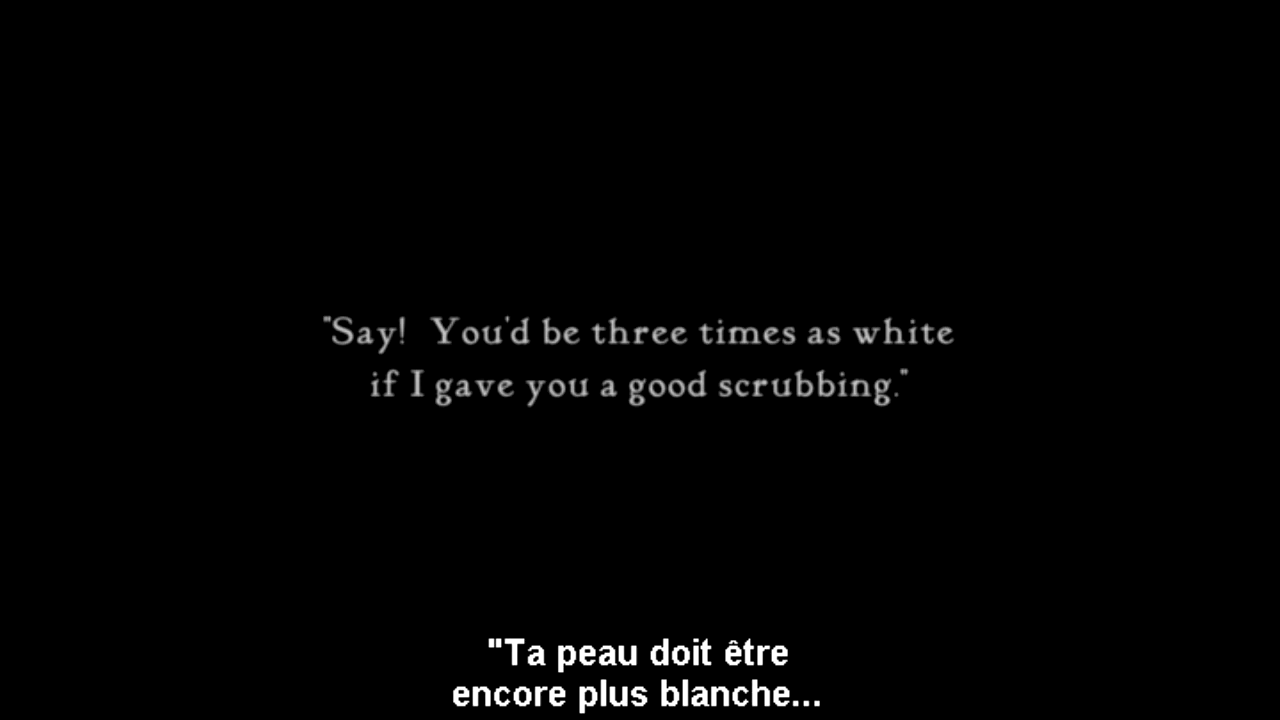 "Say!  You'd be three times as white
if I gave you a good scrubbing."
"Ta peau doit être
encore plus blanche...